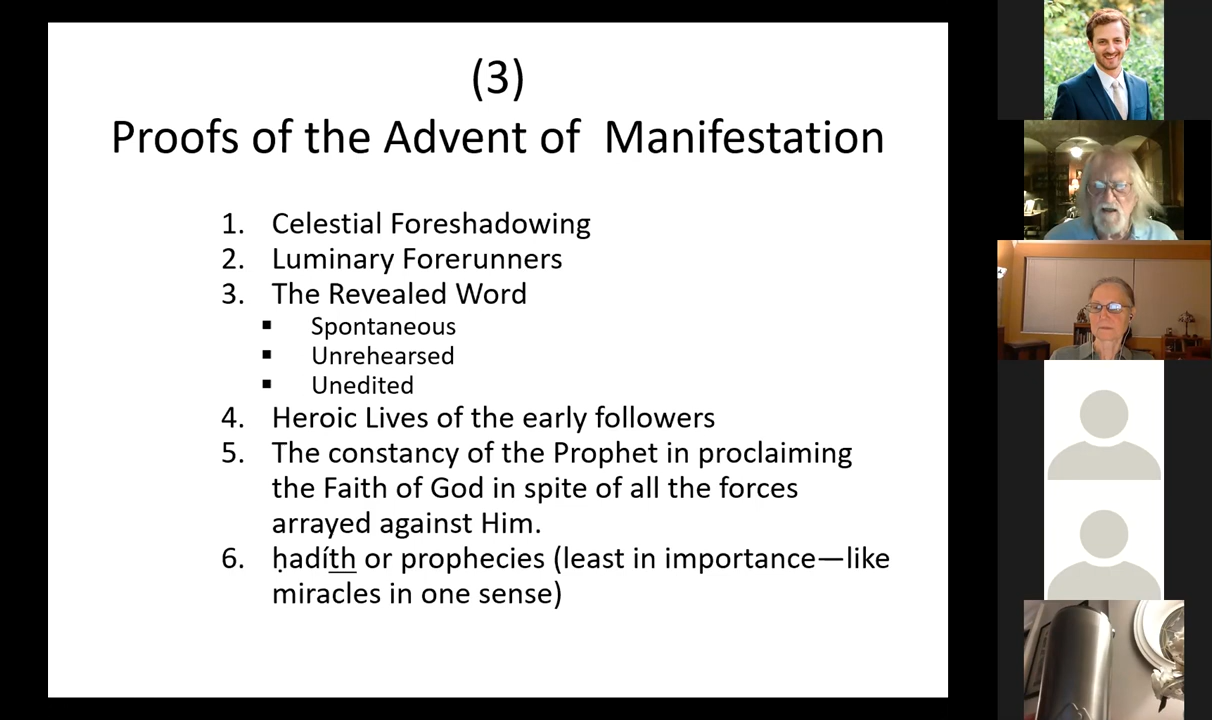 (3)
Proofs of the Advent of  Manifestation
1. Celestial Foreshadowing
2. Luminary Forerunners
3. The Revealed Word
▪ Spontaneous
▪ Unrehearsed
▪ Unedited
4. Heroic Lives of the early followers
5. The constancy of the Prophet in proclaiming
the Faith of God in spite of all the forces
arrayed against Him.
6. ḥadíth or prophecies (least in importance—like
miracles in one sense)